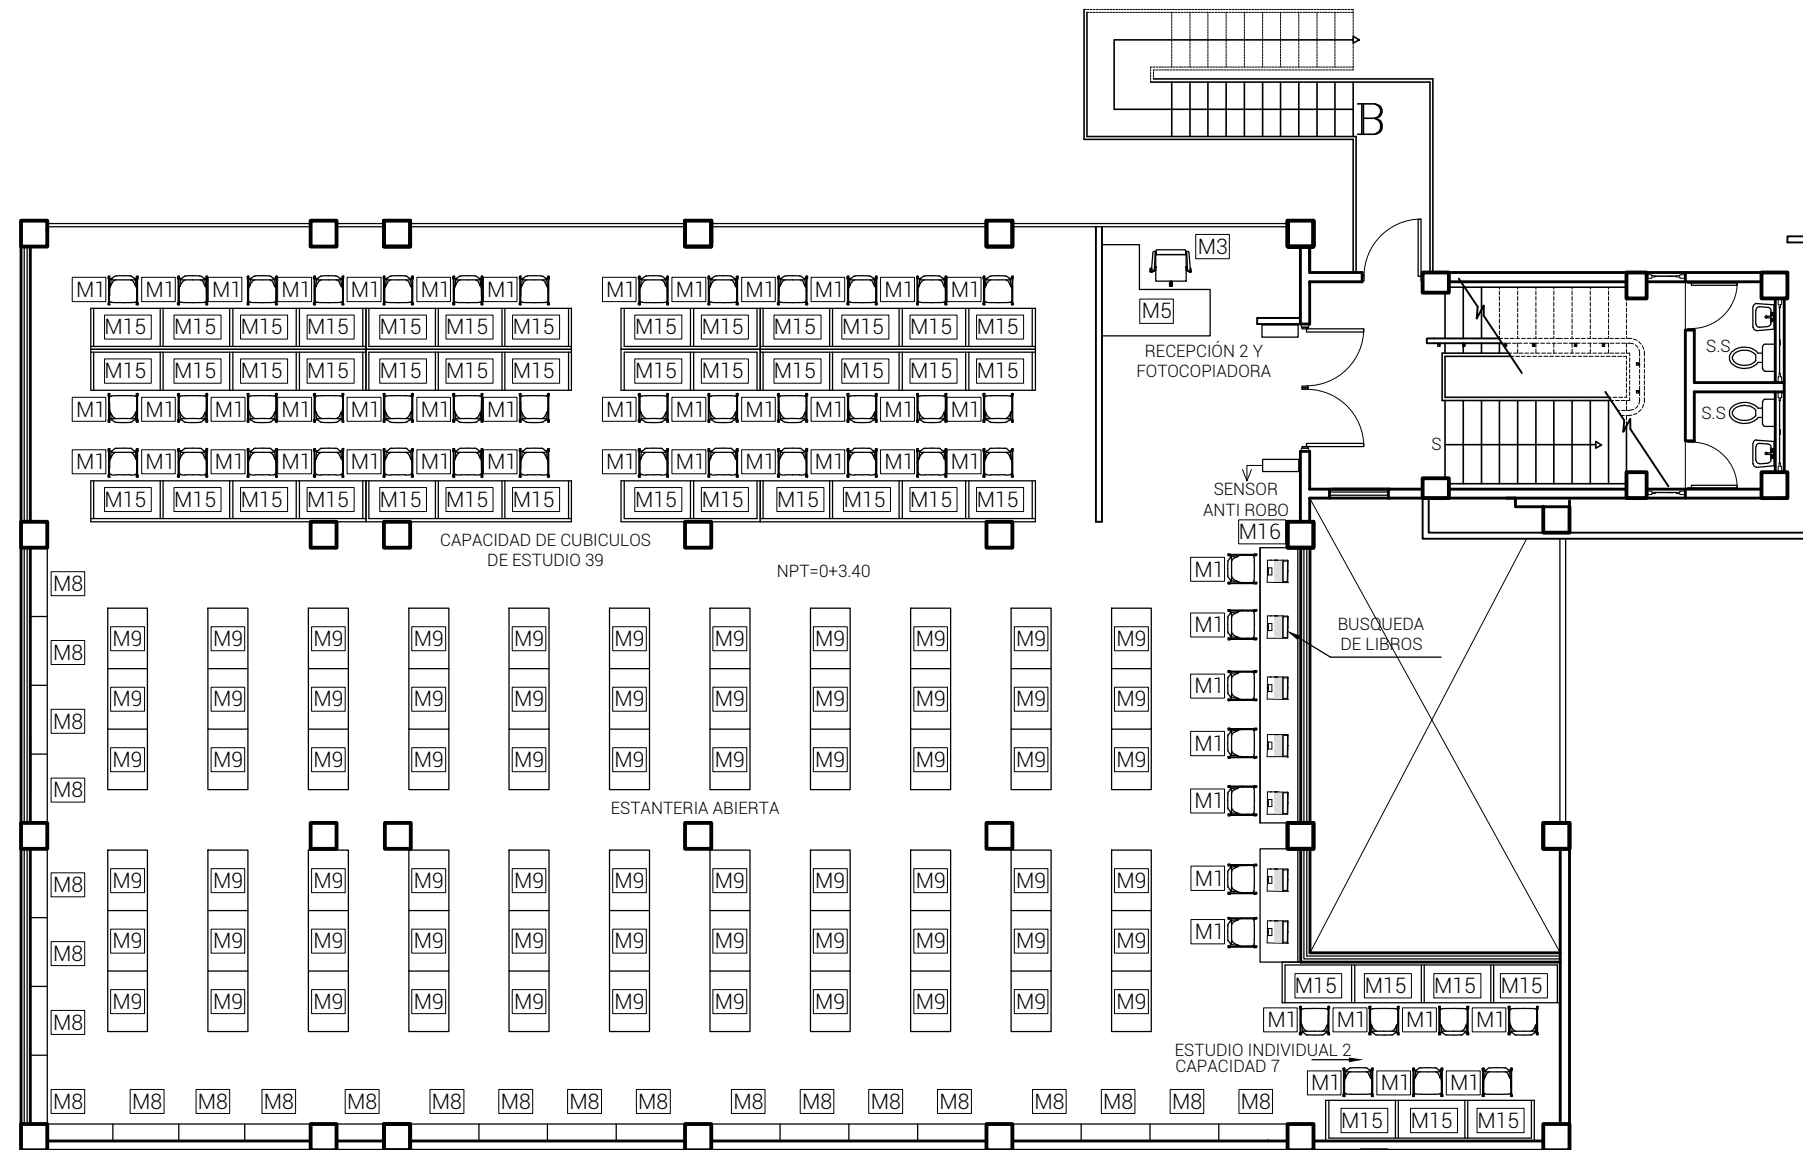 B
M3
M1 M1 M1 M1 M1 M1 M1 M1 M1 M1 M1 M1 M1
M5
M15 M15 M15 M15 M15 M15 M15 M15 M15 M15 M15 M15 M15
RECEPCIÓN 2 Y
FOTOCOPIADORA
S.S
M15 M15 M15 M15 M15 M15 M15 M15 M15 M15 M15 M15 M15
M1 M1 M1 M1 M1 M1 M1 M1 M1 M1 M1 M1 M1
S.S
S
M1 M1 M1 M1 M1 M1 M1 M1 M1 M1 M1 M1 M1
M15 M15 M15 M15 M15 M15 M15 M15 M15 M15 M15 M15 M15
SENSOR
ANTI ROBO
M16
CAPACIDAD DE CUBICULOS
DE ESTUDIO 39
NPT=0+3.40
M1
M8
M1
BUSQUEDA
DE LIBROS
M9 M9 M9 M9 M9 M9 M9 M9 M9 M9 M9
M8
M1
M9 M9 M9 M9 M9 M9 M9 M9 M9 M9 M9
M8
M1
M9 M9 M9 M9 M9 M9 M9 M9 M9 M9 M9
M8
M1
ESTANTERIA ABIERTA
M1
M8
M9 M9 M9 M9 M9 M9 M9 M9 M9 M9 M9
M1
M9 M9 M9 M9 M9 M9 M9 M9 M9 M9 M9
M8
M15 M15 M15 M15
M9 M9 M9 M9 M9 M9 M9 M9 M9 M9 M9
M8
M1 M1 M1 M1
ESTUDIO INDIVIDUAL 2
CAPACIDAD 7
M1 M1 M1
M8 M8 M8 M8 M8 M8 M8 M8 M8 M8 M8 M8 M8 M8 M8 M8 M8
M15 M15 M15